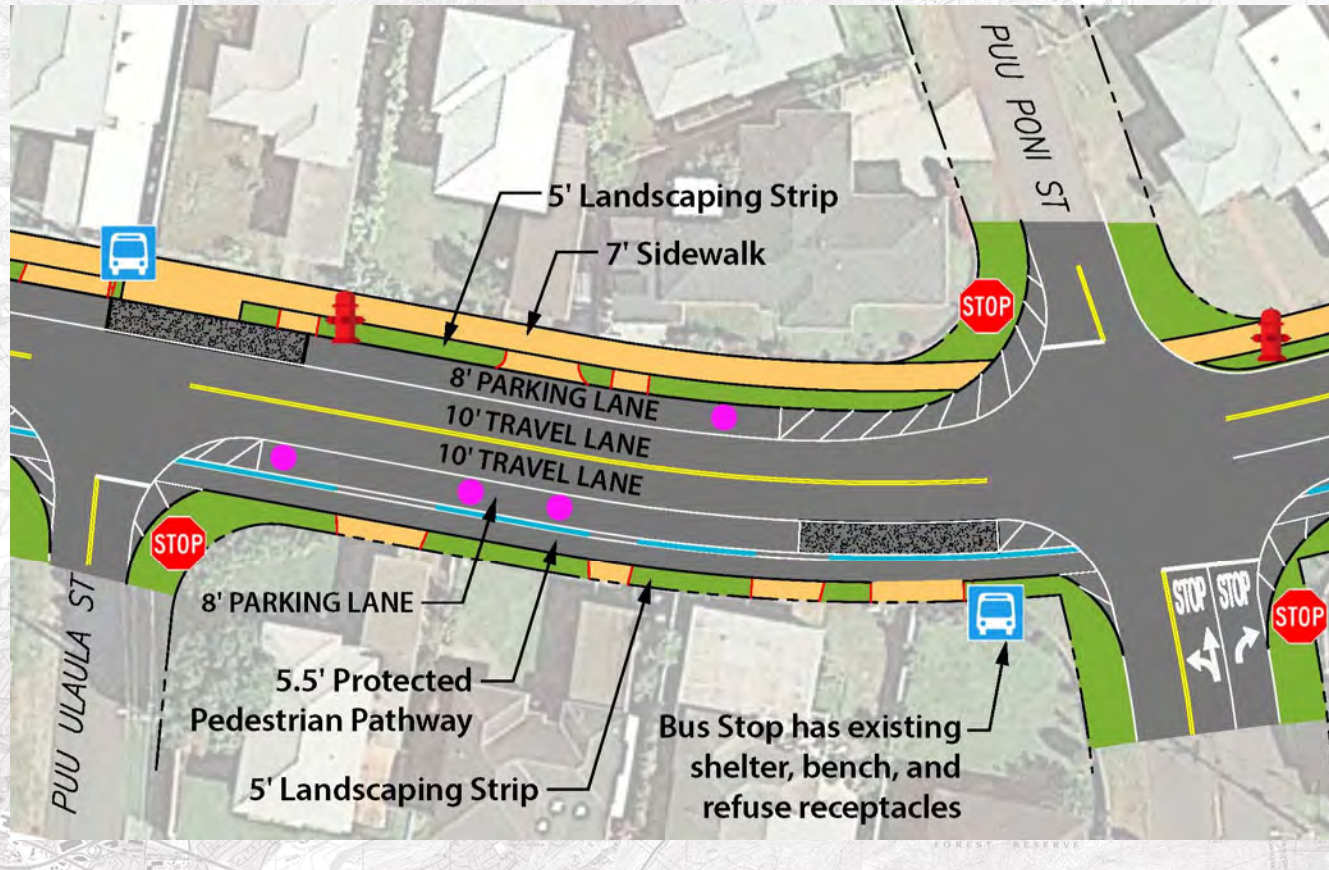 PUU PONI ST
5' Landscaping Strip
7' Sidewalk
STOP
8' PARKING LANE
10' TRAVEL LANE
10' TRAVEL LANE
STOP
STOP STOP
STOP
8' PARKING LANE
PUU ULAULA ST
5.5' Protected
Pedestrian Pathway
5' Landscaping Strip
Bus Stop has existing
shelter, bench, and
refuse receptacles
FOREST RESERVE